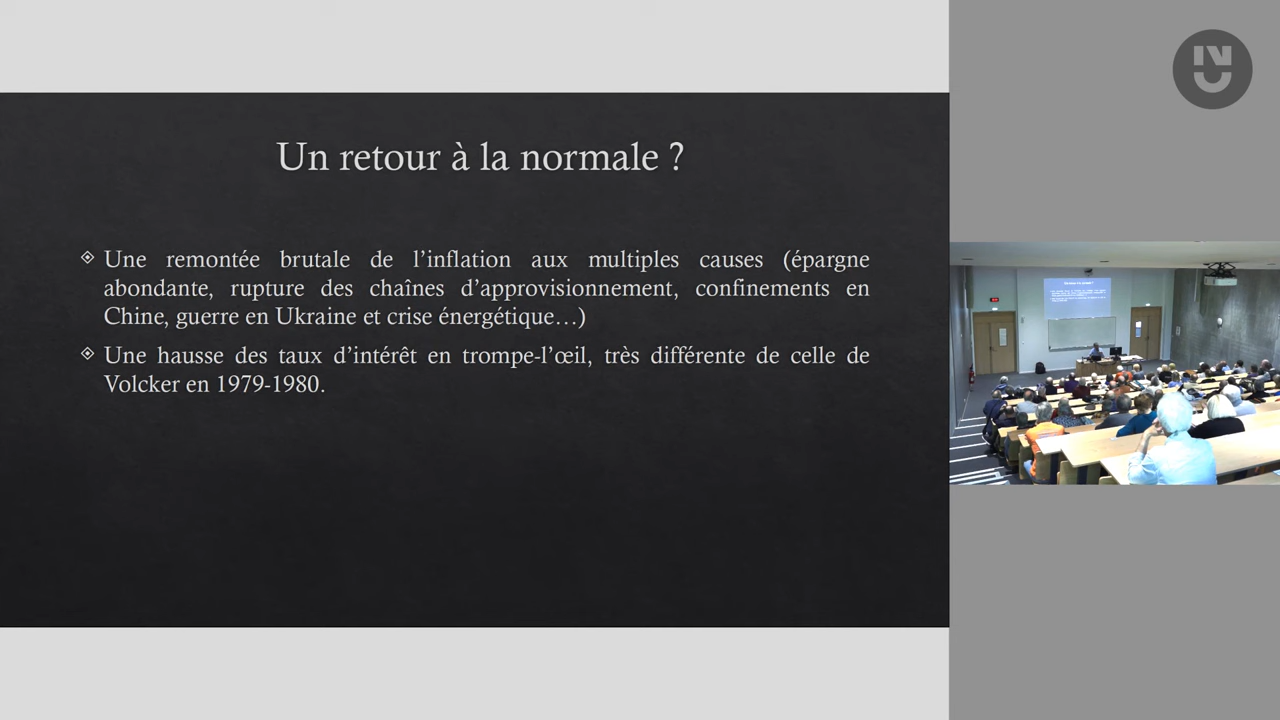 Un retour à la normale ?
Une remontée brutale de l’inflation aux multiples causes (épargne
abondante, rupture des chaînes d’approvisionnement, confinements en
Chine, guerre en Ukraine et crise énergétique…)
Une hausse des taux d’intérêt en trompe-l’œil, très différente de celle de
Volcker en 1979-1980.